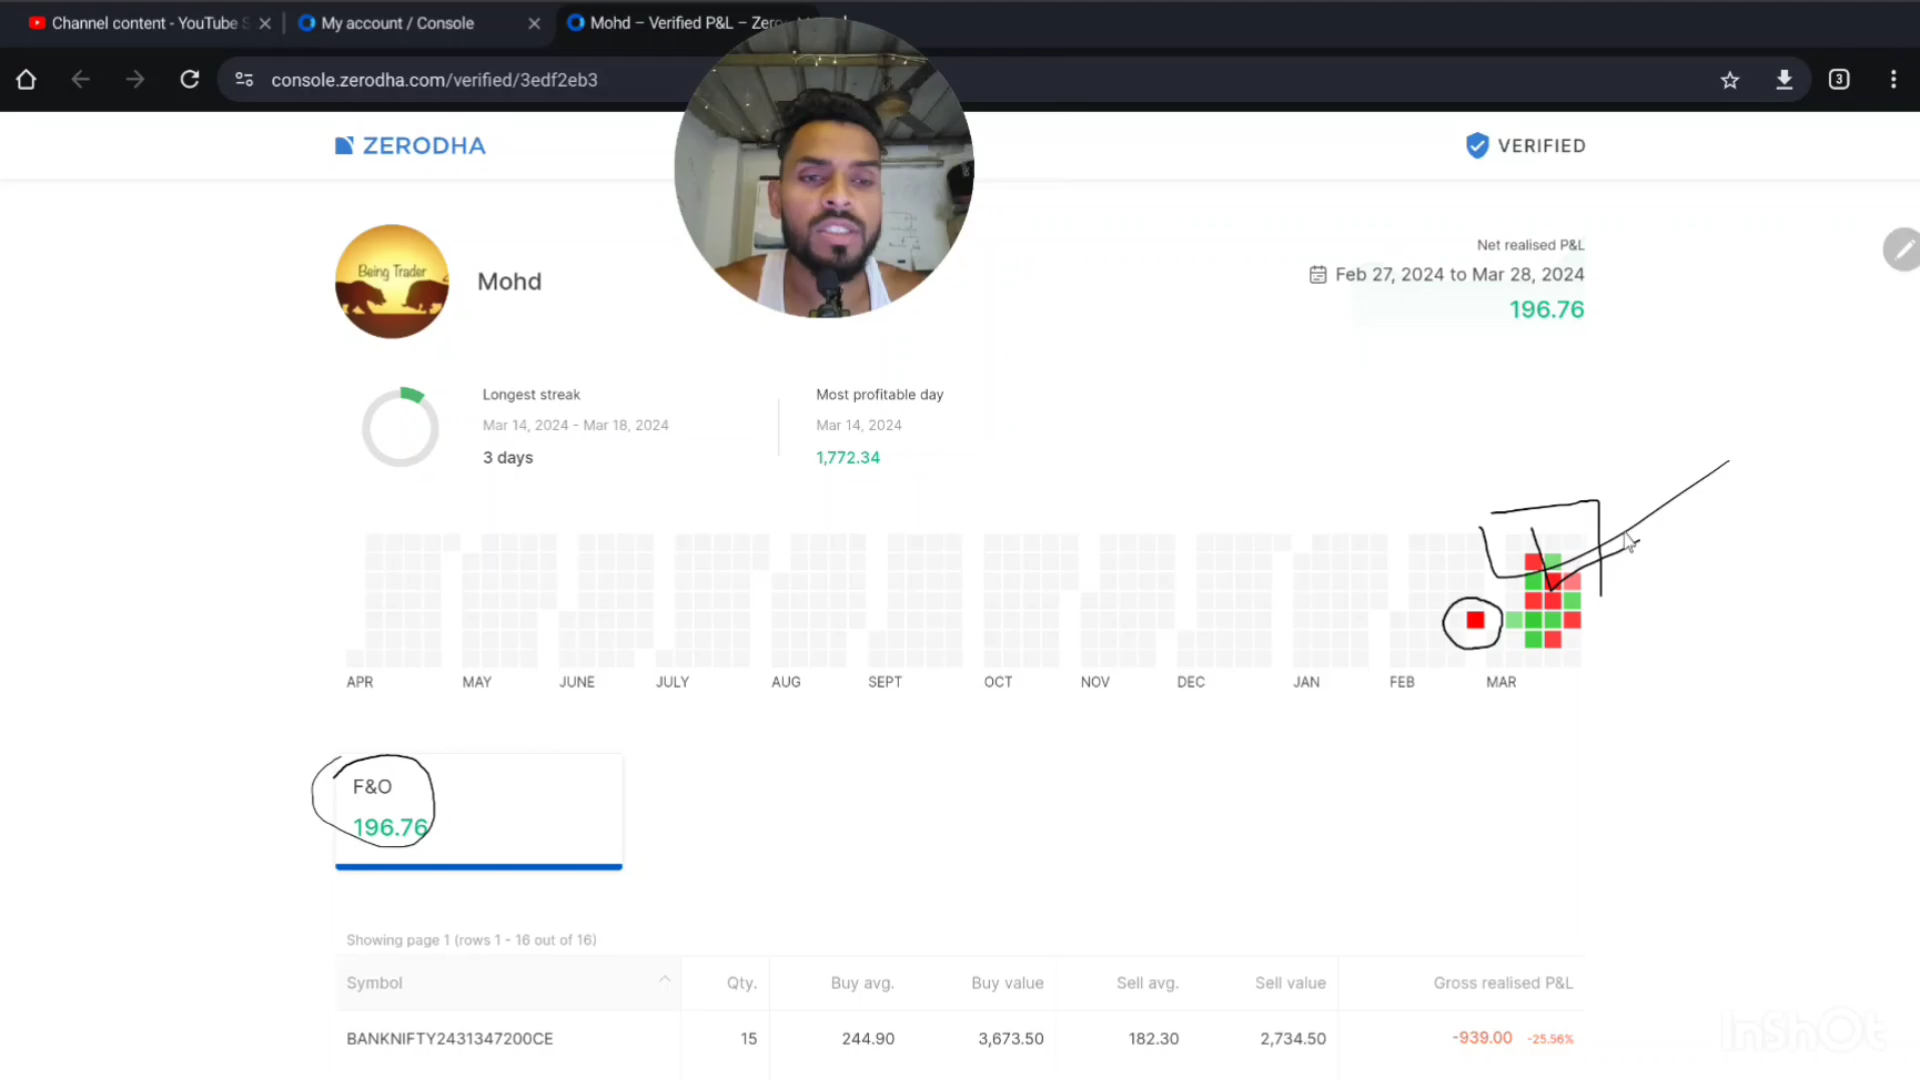 Channel content - YouTube S
My account / Console
Mohd – Verified P&L – Zero
console.zerodha.com/verified/3edf2eb3
3
ZERODHA
VERIFIED
Being Trader
Mohd
Net realised P&L
Feb 27, 2024 to Mar 28, 2024
196.76
Longest streak
Mar 14, 2024 - Mar 18, 2024
3 days
Most profitable day
Mar 14, 2024
1,772.34
APR MAY JUNE JULY AUG SEPT OCT NOV DEC JAN FEB MAR
F&O
196.76
Showing page 1 (rows 1 - 16 out of 16)
Symbol Qty. Buy avg. Buy value Sell avg. Sell value Gross realised P&L
BANKNIFTY2431347200CE 15 244.90 3,673.50 182.30 2,734.50 -939.00 -25.56%
InShOt